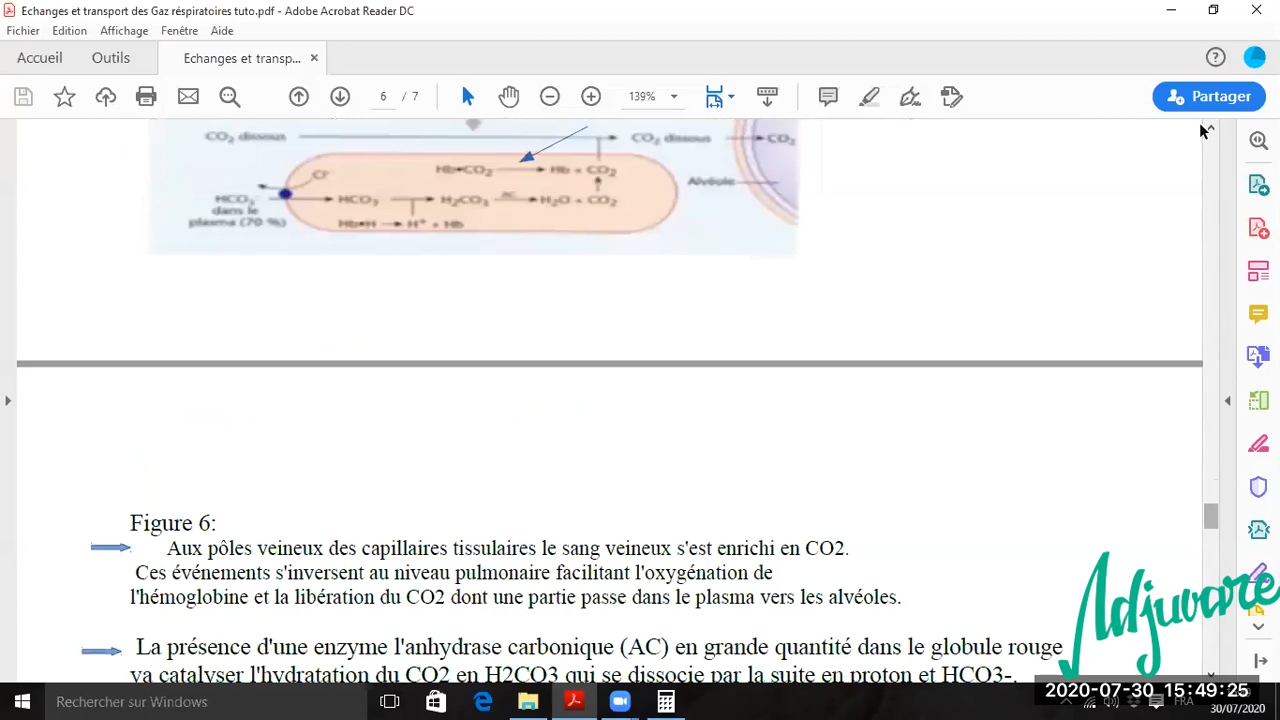 Echanges et transport des Gaz réspiratoires tuto.pdf - Adobe Acrobat Reader DC
Fichier Edition Affichage Fenêtre Aide
Accueil Outils Echanges et transp... ×
6 / 7 139% Partager
CO2 dissous CO2 dissous CO2
Cl- Hb•CO2 Hb + CO2
Alvéole
HCO3- dans le plasma (70 %) HCO3- H2CO3 AC H2O + CO2
Hb•H H+ + Hb
Figure 6:
Aux pôles veineux des capillaires tissulaires le sang veineux s'est enrichi en CO2.
Ces événements s'inversent au niveau pulmonaire facilitant l'oxygénation de
l'hémoglobine et la libération du CO2 dont une partie passe dans le plasma vers les alvéoles.
La présence d'une enzyme l'anhydrase carbonique (AC) en grande quantité dans le globule rouge
va catalyser l'hydratation du CO2 en H2CO3 qui se dissocie par la suite en proton et HCO3-.
Adjuvare
2020-07-30 15:49:25
Rechercher sur Windows
FRA
30/07/2020